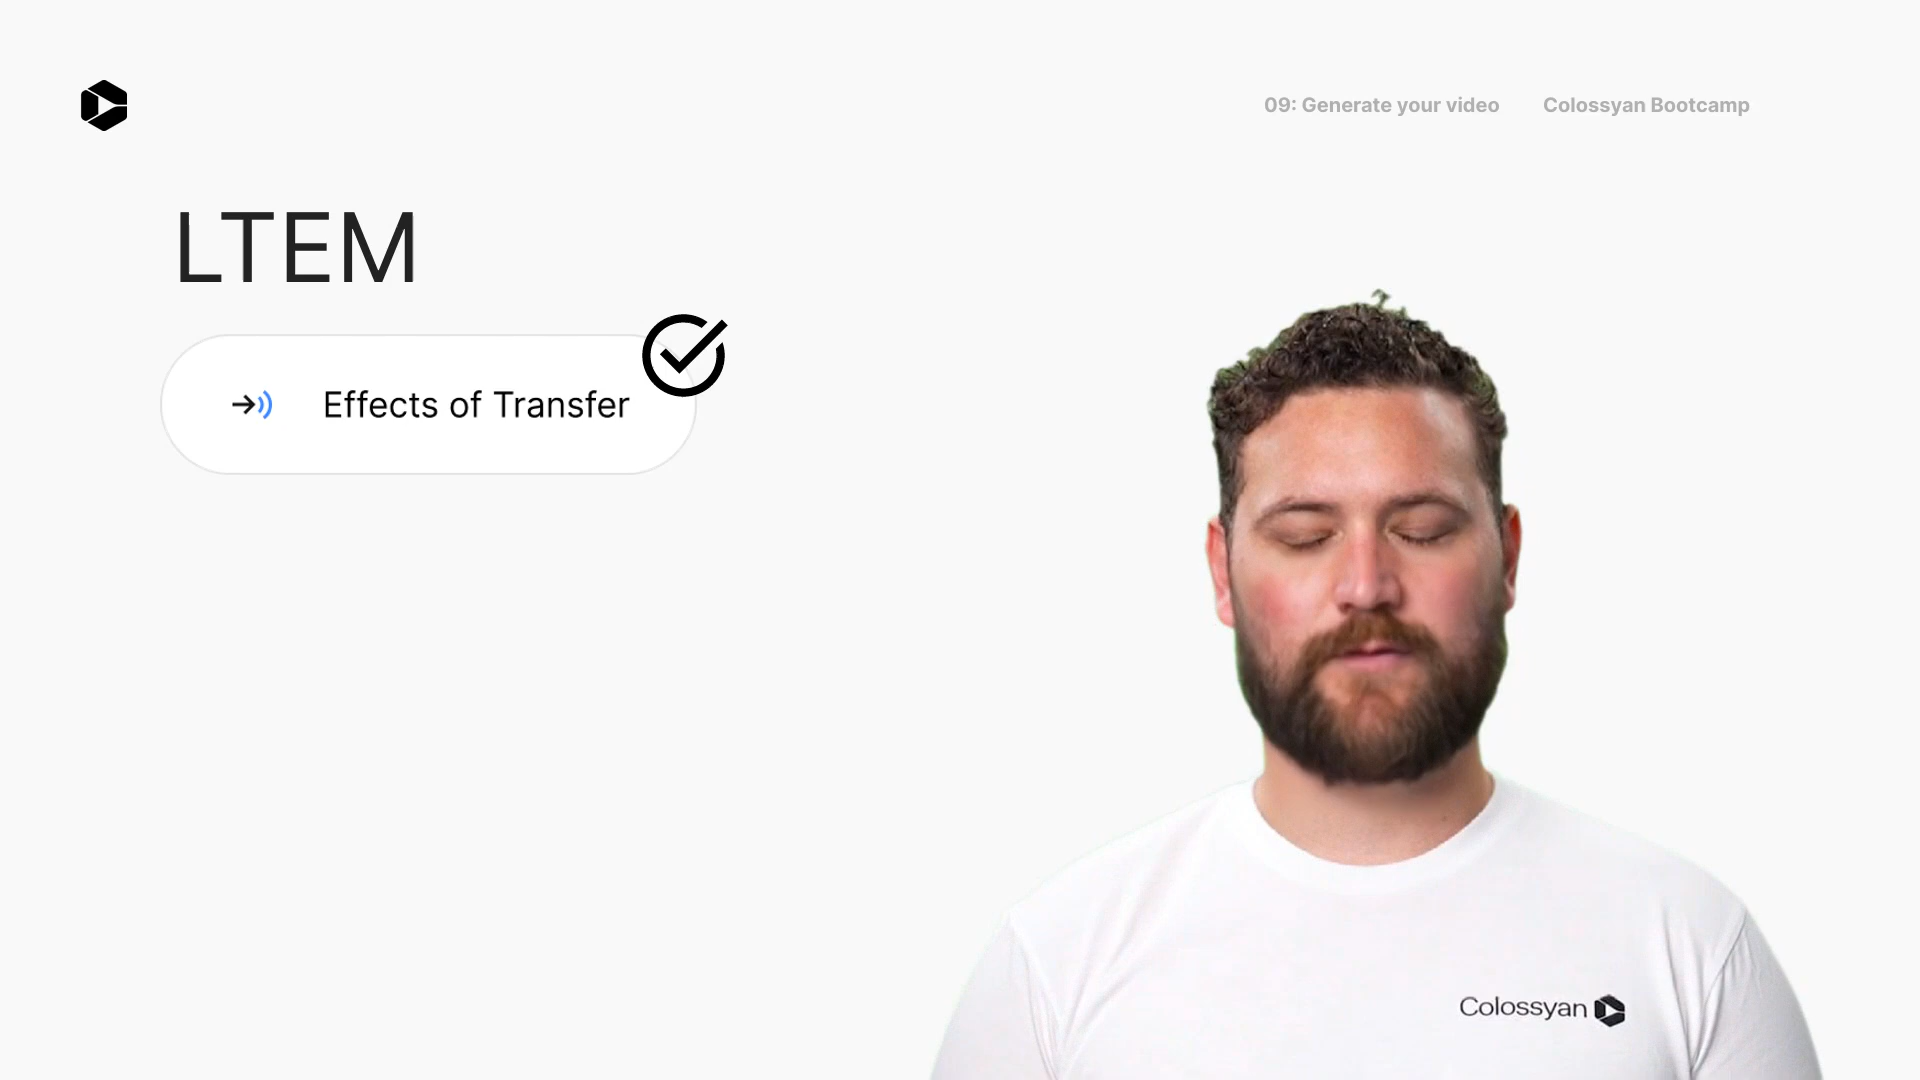 09: Generate your video
Colossyan Bootcamp
LTEM
Effects of Transfer
Colossyan